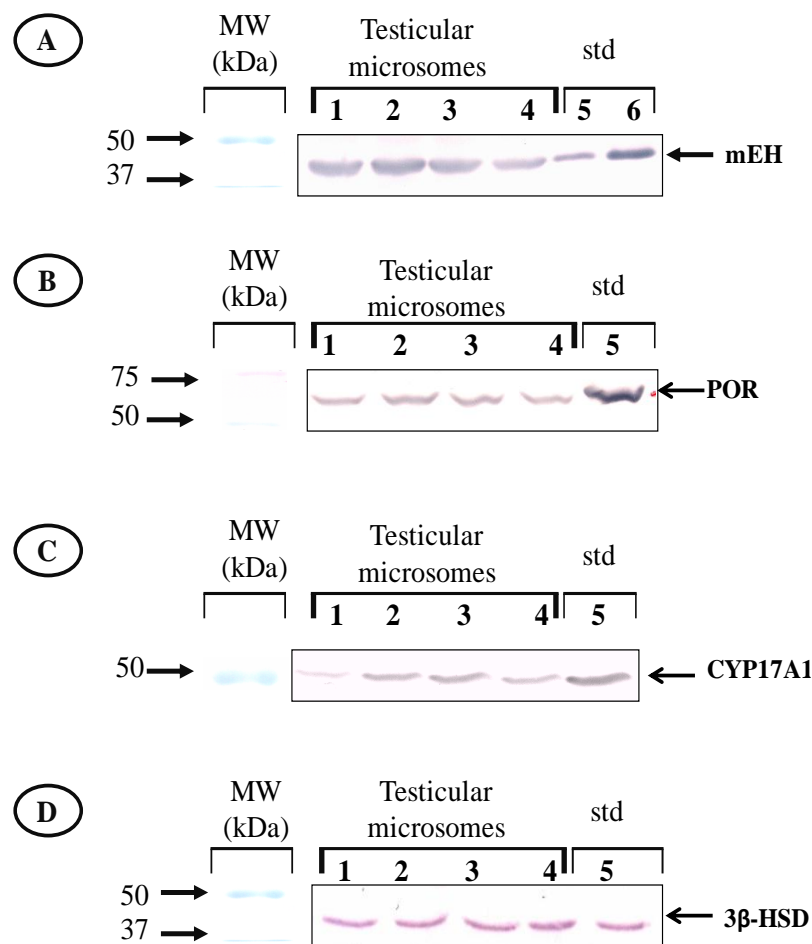 A
MW
(kDa)
Testicular
microsomes
std
1 2 3 4 5 6
50
37
mEH
B
MW
(kDa)
Testicular
microsomes
std
1 2 3 4 5
75
50
POR
C
MW
(kDa)
Testicular
microsomes
std
1 2 3 4 5
50
CYP17A1
D
MW
(kDa)
Testicular
microsomes
std
1 2 3 4 5
50
37
3β-HSD